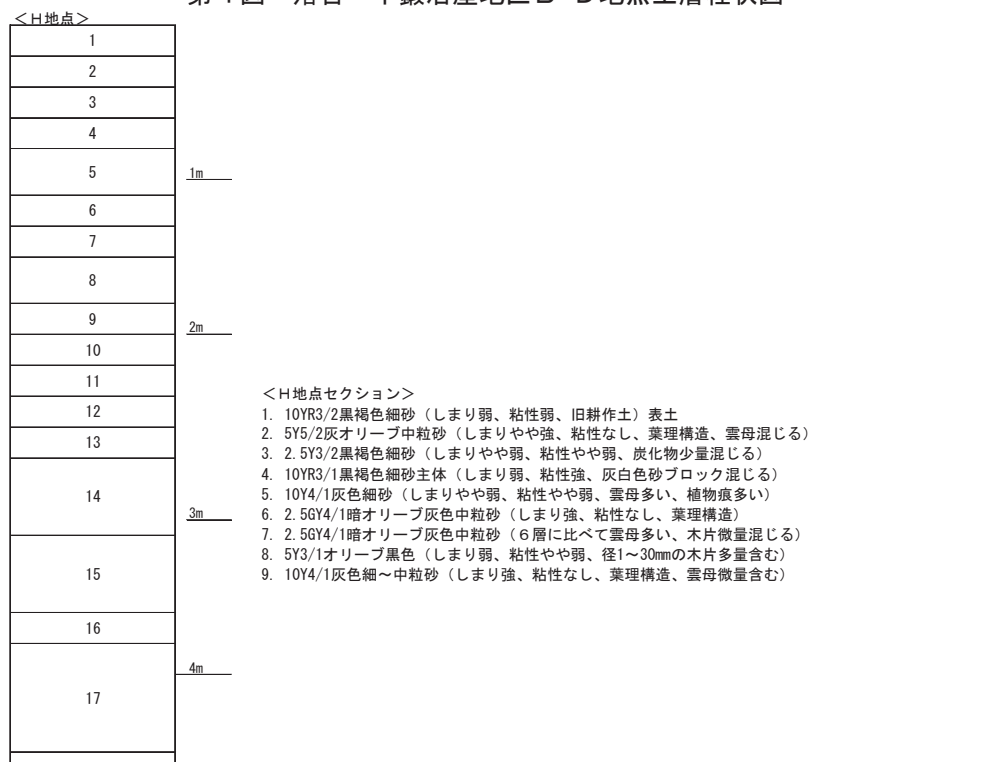 ＜Ｈ地点＞
1
2
3
4
5
1m
6
7
8
9
2m
10
11
12
13
14
3m
15
16
4m
17
＜Ｈ地点セクション＞
1. 10YR3/2黒褐色細砂（しまり弱、粘性弱、旧耕作土）表土
2. 5Y5/2灰オリーブ中粒砂（しまりやや強、粘性なし、葉理構造、雲母混じる）
3. 2.5Y3/2黒褐色細砂（しまりやや弱、粘性やや弱、炭化物少量混じる）
4. 10YR3/1黒褐色細砂主体（しまり弱、粘性強、灰白色砂ブロック混じる）
5. 10Y4/1灰色細砂（しまりやや弱、粘性やや弱、雲母多い、植物痕多い）
6. 2.5GY4/1暗オリーブ灰色中粒砂（しまり強、粘性なし、葉理構造）
7. 2.5GY4/1暗オリーブ灰色中粒砂（６層に比べて雲母多い、木片微量混じる）
8. 5Y3/1オリーブ黒色（しまり弱、粘性やや弱、径1～30㎜の木片多量含む）
9. 10Y4/1灰色細～中粒砂（しまり強、粘性なし、葉理構造、雲母微量含む）